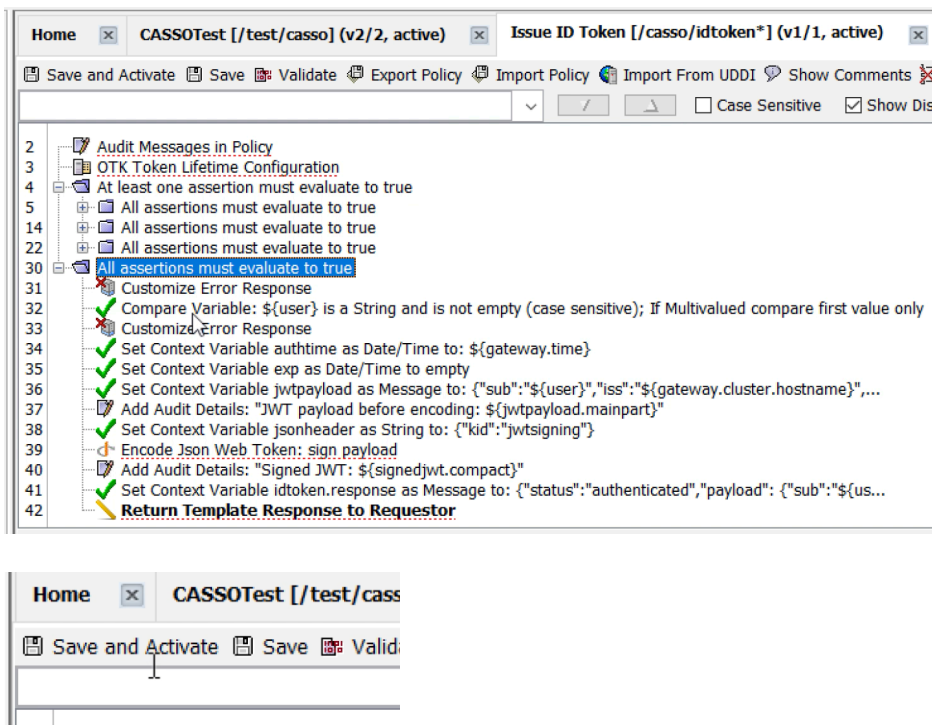 Home CASSOTest [/test/casso] (v2/2, active) Issue ID Token [/casso/idtoken*] (v1/1, active)
Save and Activate Save Validate Export Policy Import Policy Import From UDDI Show Comments
Case Sensitive Show Dis
2 Audit Messages in Policy
3 OTK Token Lifetime Configuration
4 At least one assertion must evaluate to true
5 All assertions must evaluate to true
14 All assertions must evaluate to true
22 All assertions must evaluate to true
30 All assertions must evaluate to true
31 Customize Error Response
32 Compare Variable: ${user} is a String and is not empty (case sensitive); If Multivalued compare first value only
33 Customize Error Response
34 Set Context Variable authtime as Date/Time to: ${gateway.time}
35 Set Context Variable exp as Date/Time to empty
36 Set Context Variable jwtpayload as Message to: {"sub":"${user}","iss":"${gateway.cluster.hostname}",...
37 Add Audit Details: "JWT payload before encoding: ${jwtpayload.mainpart}"
38 Set Context Variable jsonheader as String to: {"kid":"jwtsigning"}
39 Encode Json Web Token: sign payload
40 Add Audit Details: "Signed JWT: ${signedjwt.compact}"
41 Set Context Variable idtoken.response as Message to: {"status":"authenticated","payload": {"sub":"${us...
42 Return Template Response to Requestor
Home CASSOTest [/test/cass
Save and Activate Save Valida